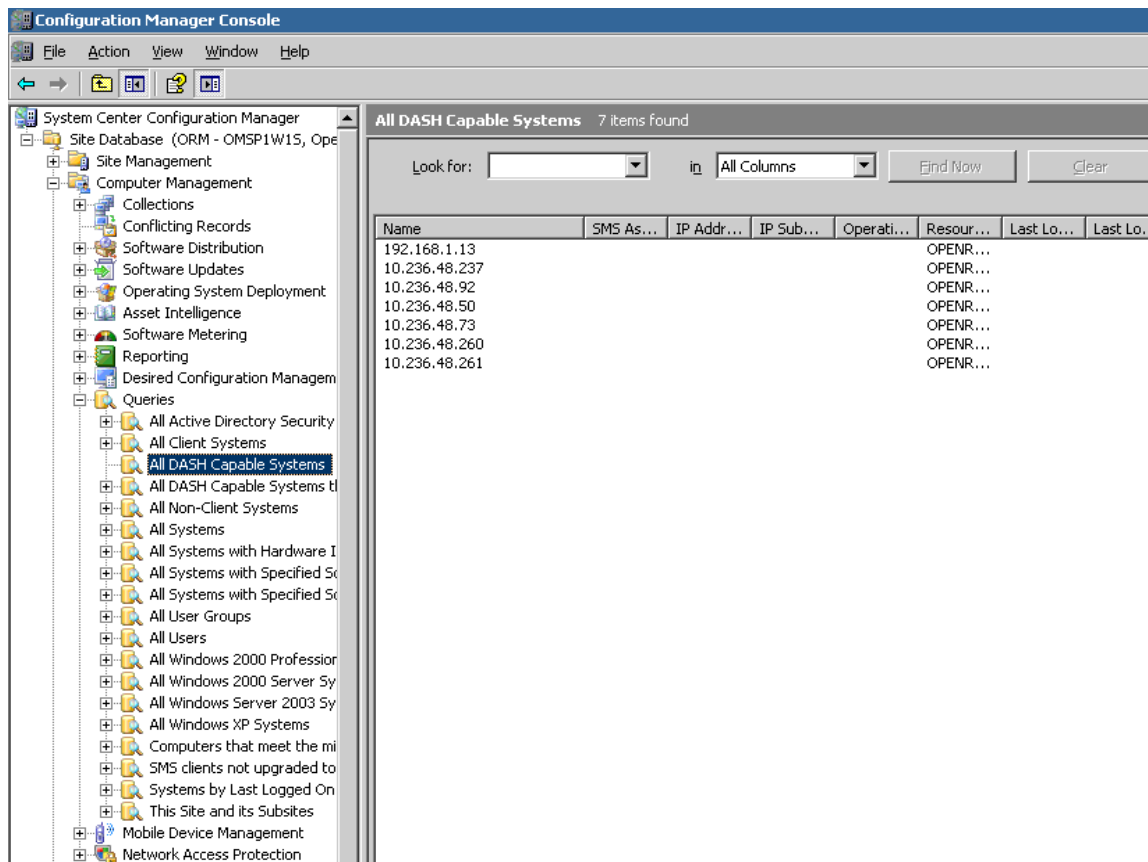 Configuration Manager Console
File Action View Window Help
System Center Configuration Manager
Site Database (ORM - OMSP1W1S, Ope
Site Management
Computer Management
Collections
Conflicting Records
Software Distribution
Software Updates
Operating System Deployment
Asset Intelligence
Software Metering
Reporting
Desired Configuration Managem
Queries
All Active Directory Security
All Client Systems
All DASH Capable Systems
All DASH Capable Systems tl
All Non-Client Systems
All Systems
All Systems with Hardware I
All Systems with Specified So
All Systems with Specified So
All User Groups
All Users
All Windows 2000 Profession
All Windows 2000 Server Sy
All Windows Server 2003 Sy
All Windows XP Systems
Computers that meet the mi
SMS clients not upgraded to
Systems by Last Logged On
This Site and its Subsites
Mobile Device Management
Network Access Protection
All DASH Capable Systems 7 items found
Look for: in All Columns Find Now Clear
Name SMS As... IP Addr... IP Sub... Operati... Resour... Last Lo... Last Lo.
192.168.1.13 OPENR...
10.236.48.237 OPENR...
10.236.48.92 OPENR...
10.236.48.50 OPENR...
10.236.48.73 OPENR...
10.236.48.260 OPENR...
10.236.48.261 OPENR...